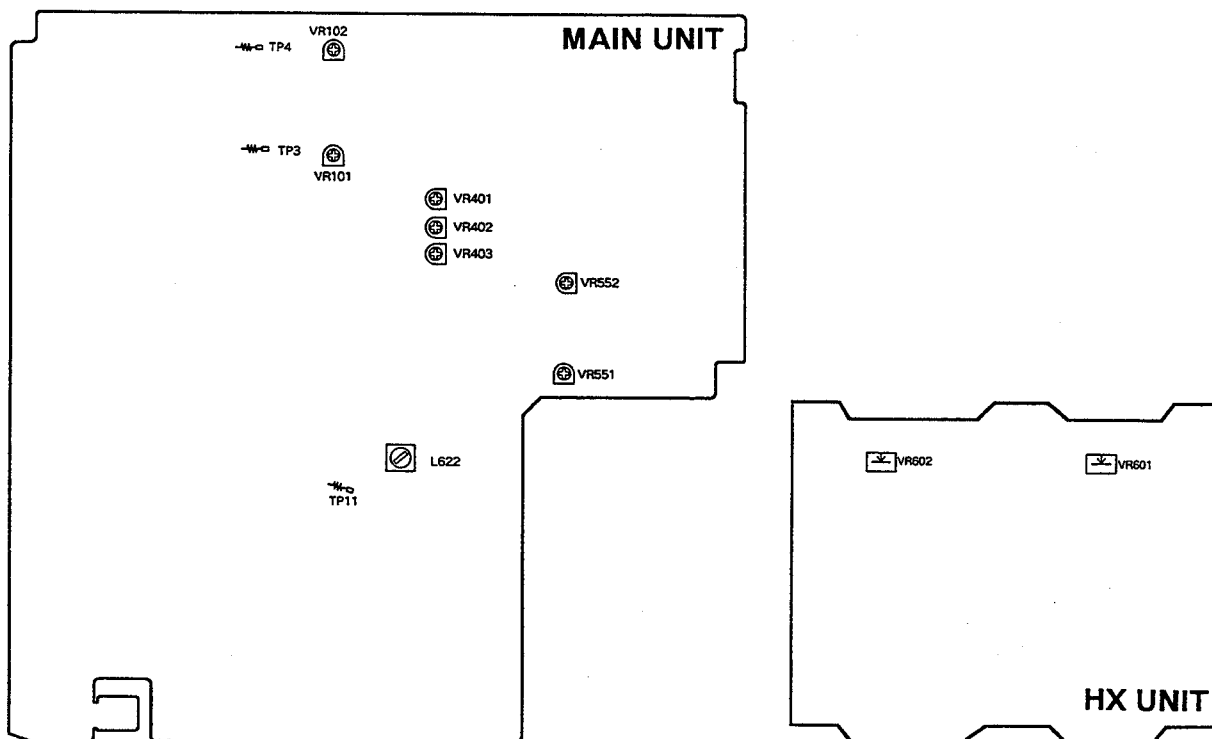 VR102
TP4
MAIN UNIT
TP3
VR101
VR401
VR402
VR403
VR552
VR551
L622
TP11
VR602
VR601
HX UNIT